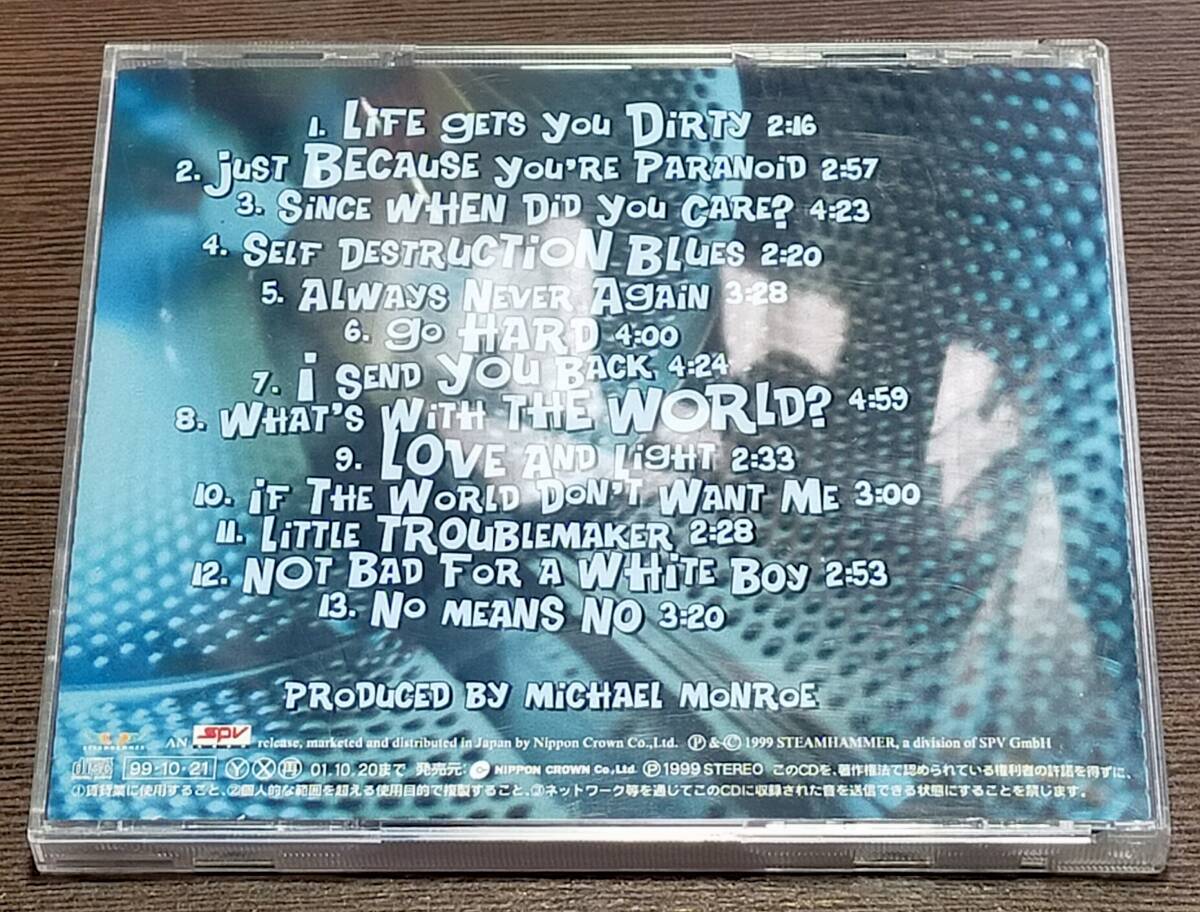 1. LiFE gETS you DiRTy 2:16
2. juST BECAUSE you'RE PARANoiD 2:57
3. SiNCE WHEN DiD you CARE? 4:23
4. SELF DESTRuCTiON BLuES 2:20
5. ALWAyS NEVER AgAiN 3:28
6. go HARD 4:00
7. i SEND you BACK 4:24
8. WHAT'S WiTH THE WORLD? 4:59
9. LOVE AND LigHT 2:33
10. iF THE WoRLD DoN'T WANT ME 3:00
11. LiTTLE TROuBLEMAKER 2:28
12. NOT BAD FoR A WHiTE Boy 2:53
13. No MEANS NO 3:20
PRoDuCED By MiCHAEL MoNRoE
AN SPV release, marketed and distributed in Japan by Nippon Crown Co.,Ltd. Ⓟ & © 1999 STEAMHAMMER, a division of SPV GmbH
disc 99·10·21 Ⓨ Ⓧ 再 01.10.20まで 発売元: NIPPON CROWN Co.,Ltd. Ⓟ1999 STEREO このCDを、著作権法で認められている権利者の許諾を得ずに、
①賃貸業に使用すること、②個人的な範囲を超える使用目的で複製すること、③ネットワーク等を通じてこのCDに収録された音を送信できる状態にすることを禁じます。